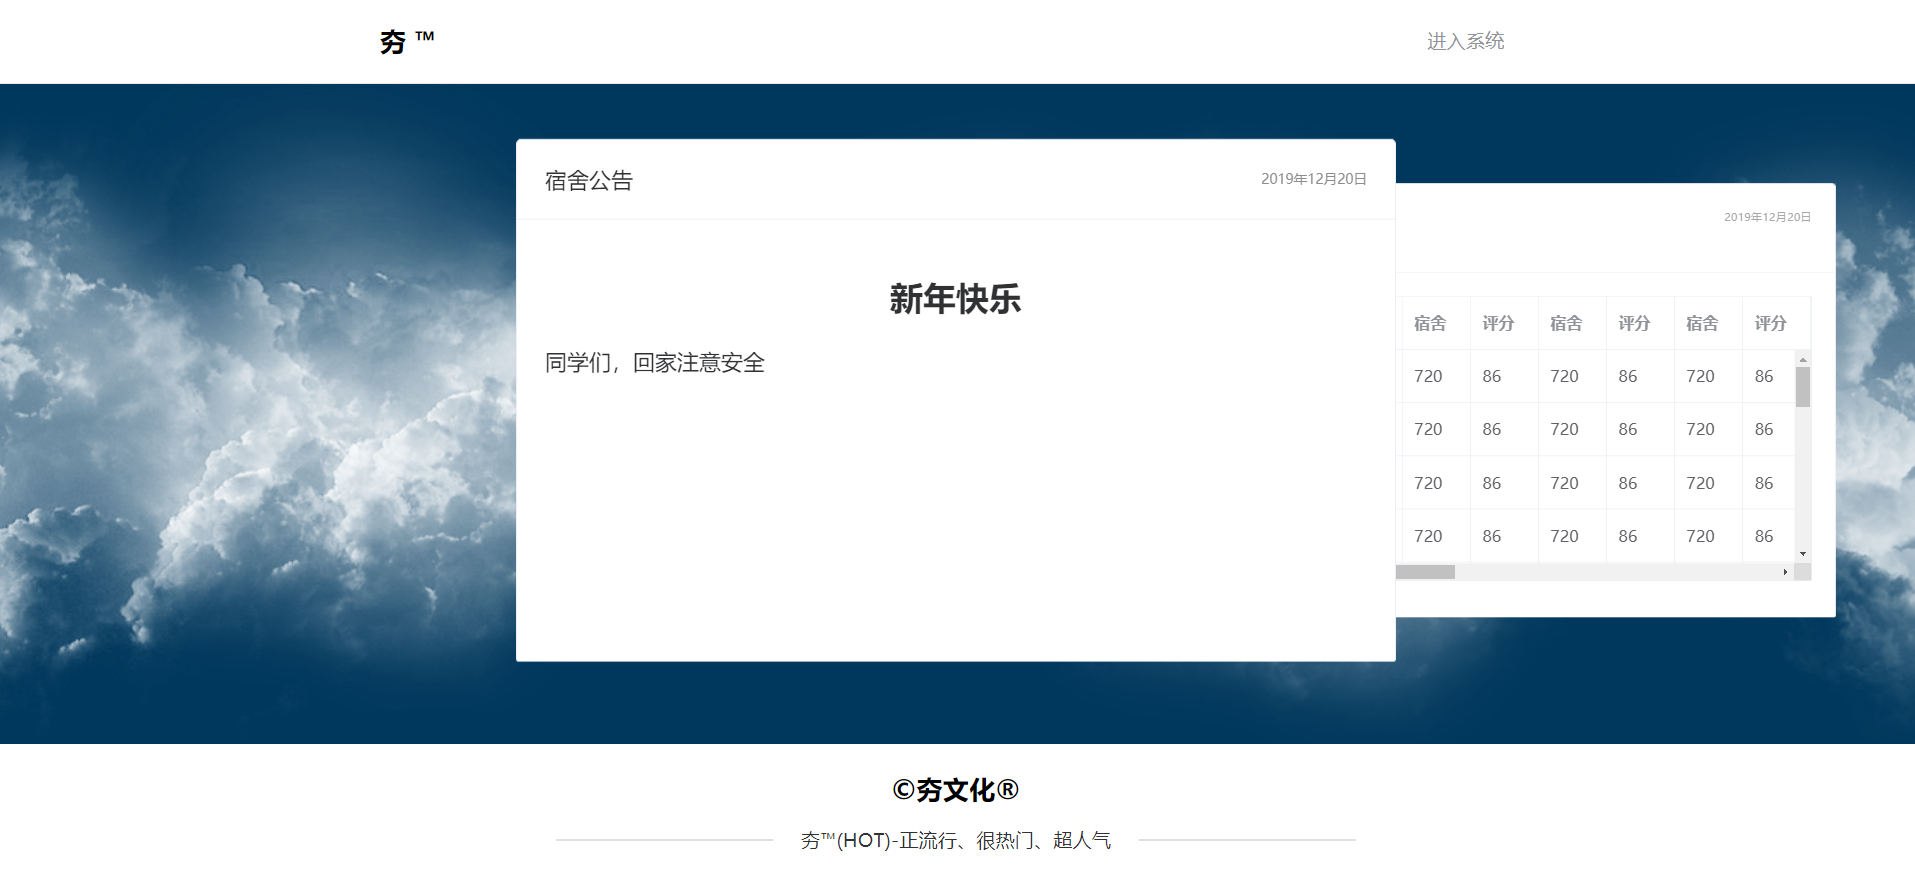 夯 ™
进入系统
宿舍公告
2019年12月20日
新年快乐
同学们，回家注意安全
2019年12月20日
宿舍 评分 宿舍 评分 宿舍 评分
720 86 720 86 720 86
720 86 720 86 720 86
720 86 720 86 720 86
720 86 720 86 720 86
©夯文化®
夯™(HOT)-正流行、很热门、超人气